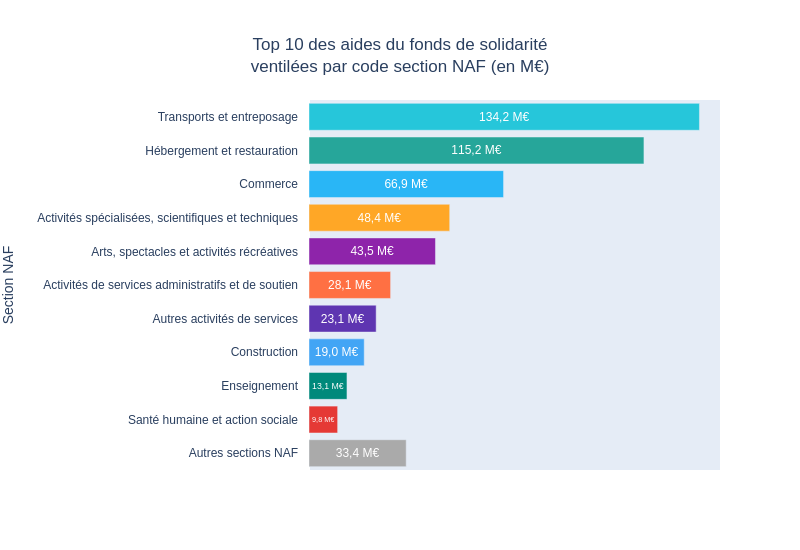 Top 10 des aides du fonds de solidarité
ventilées par code section NAF (en M€)
Section NAF
Transports et entreposage 134,2 M€
Hébergement et restauration 115,2 M€
Commerce 66,9 M€
Activités spécialisées, scientifiques et techniques 48,4 M€
Arts, spectacles et activités récréatives 43,5 M€
Activités de services administratifs et de soutien 28,1 M€
Autres activités de services 23,1 M€
Construction 19,0 M€
Enseignement 13,1 M€
Santé humaine et action sociale 9,8 M€
Autres sections NAF 33,4 M€